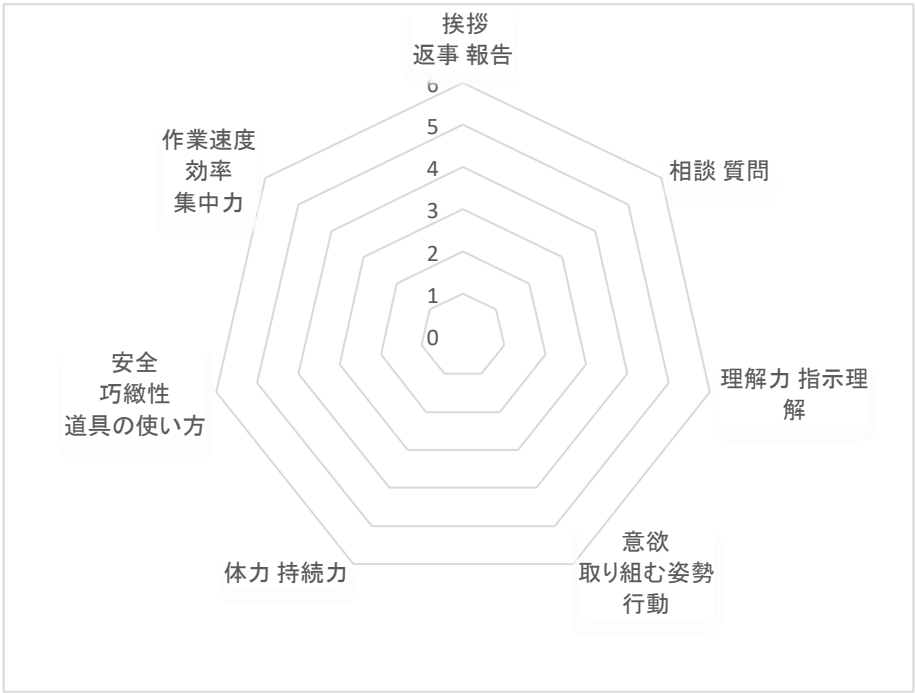 挨拶
返事 報告
6
5
4
3
2
1
0
相談 質問
理解力 指示理
解
意欲
取り組む姿勢
行動
体力 持続力
安全
巧緻性
道具の使い方
作業速度
効率
集中力